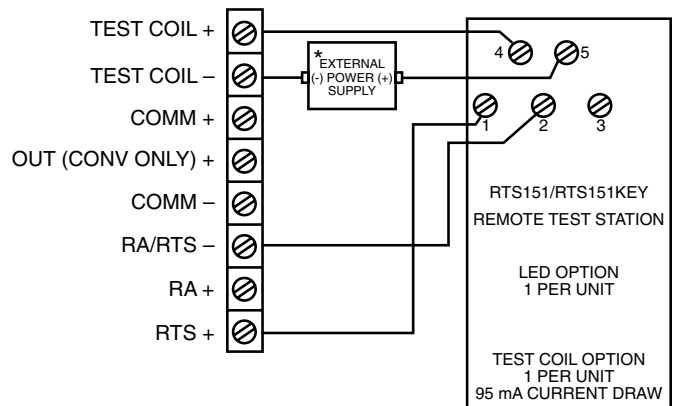 TEST COIL +
TEST COIL –
COMM +
OUT (CONV ONLY) +
COMM –
RA/RTS –
RA +
RTS +
*
EXTERNAL
(-) POWER (+)
SUPPLY
4
5
1
2
3
RTS151/RTS151KEY
REMOTE TEST STATION
LED OPTION
1 PER UNIT
TEST COIL OPTION
1 PER UNIT
95 mA CURRENT DRAW